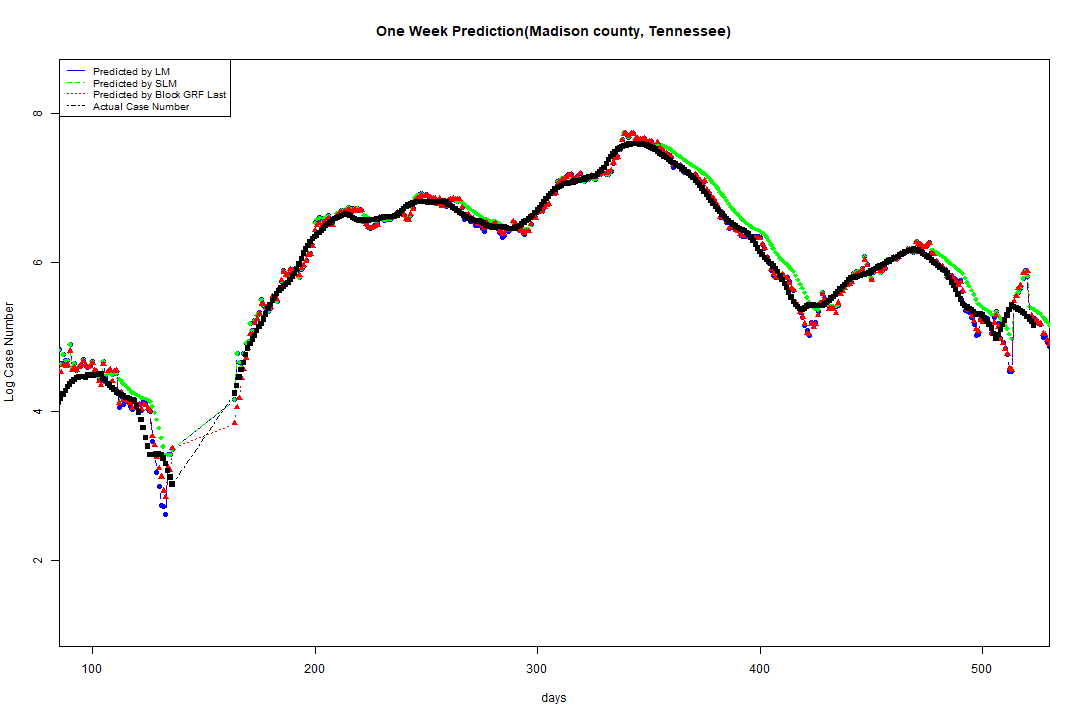 One Week Prediction(Madison county, Tennessee)
Predicted by LM
Predicted by SLM
Predicted by Block GRF Last
Actual Case Number
8
6
4
2
Log Case Number
100 200 300 400 500
days